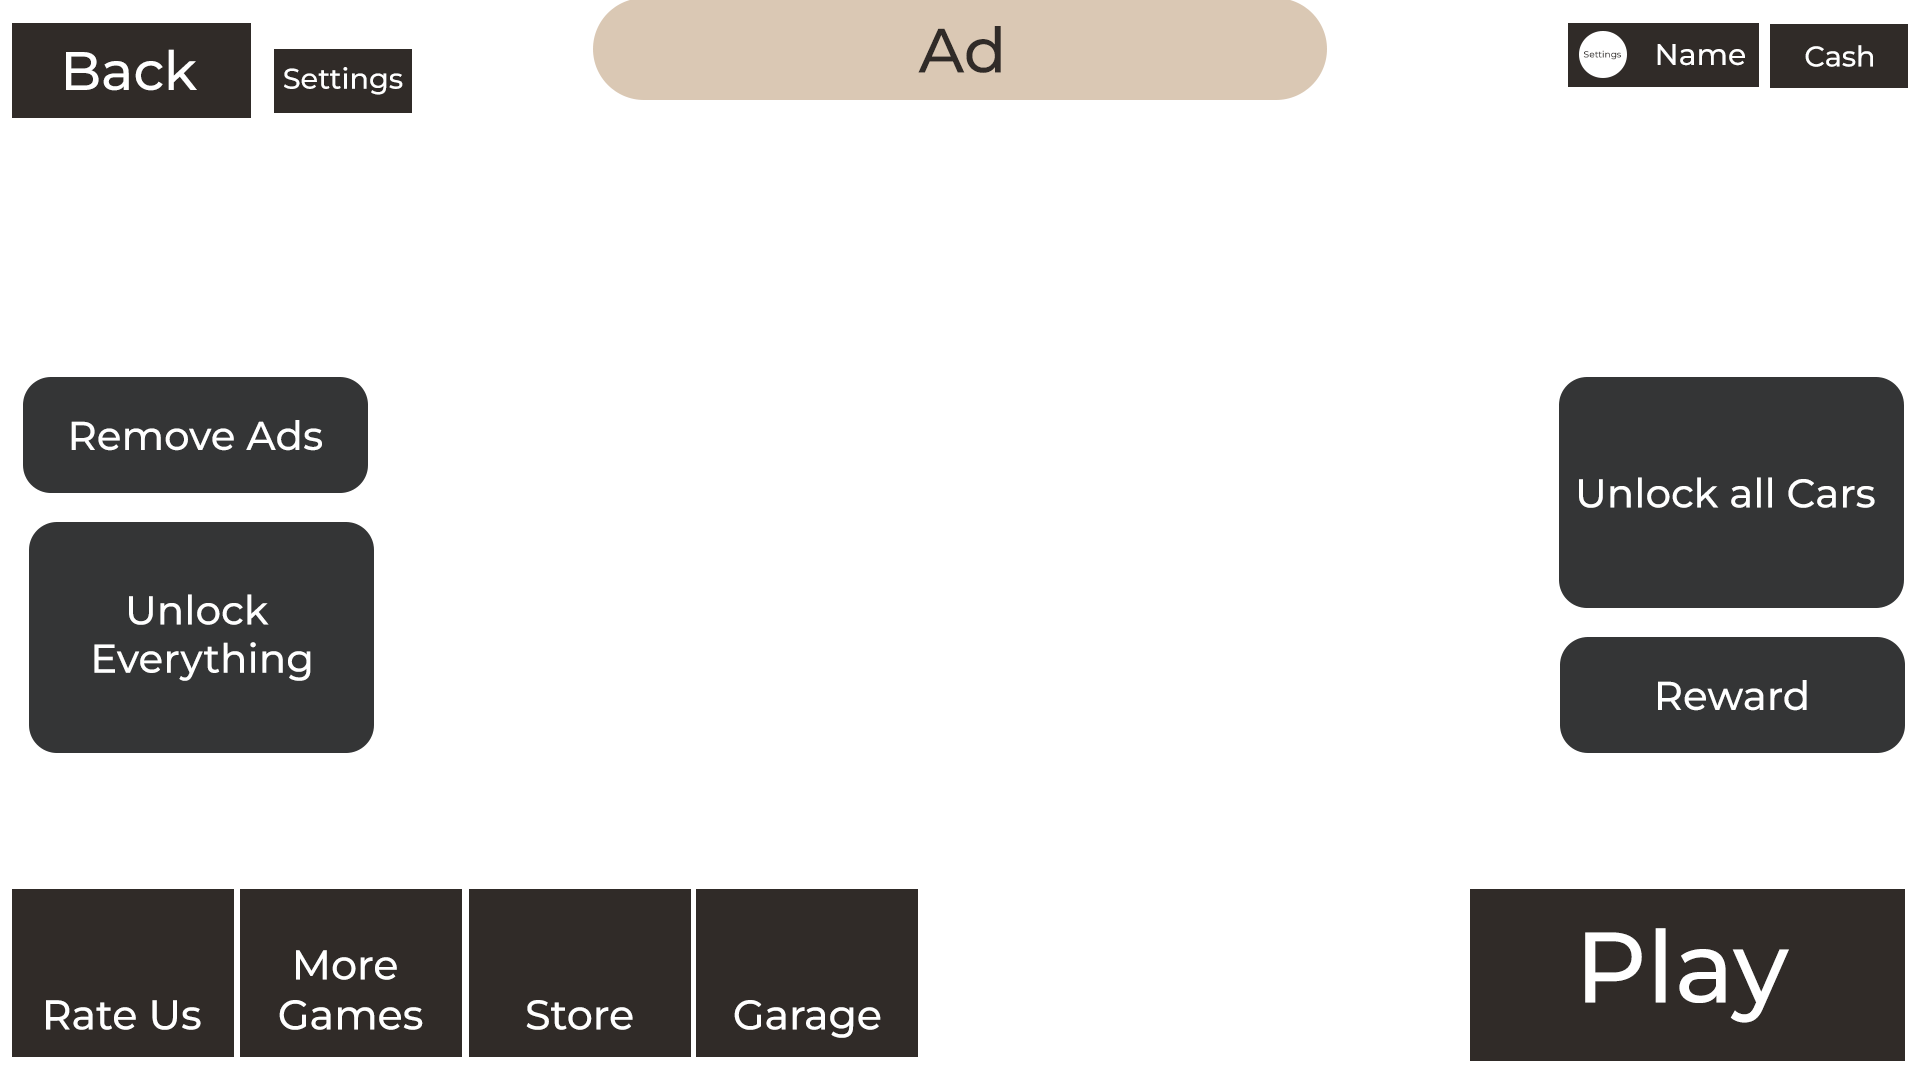 Back
Settings
Ad
Settings
Name
Cash
Remove Ads
Unlock
Everything
Unlock all Cars
Reward
Rate Us
More
Games
Store
Garage
Play